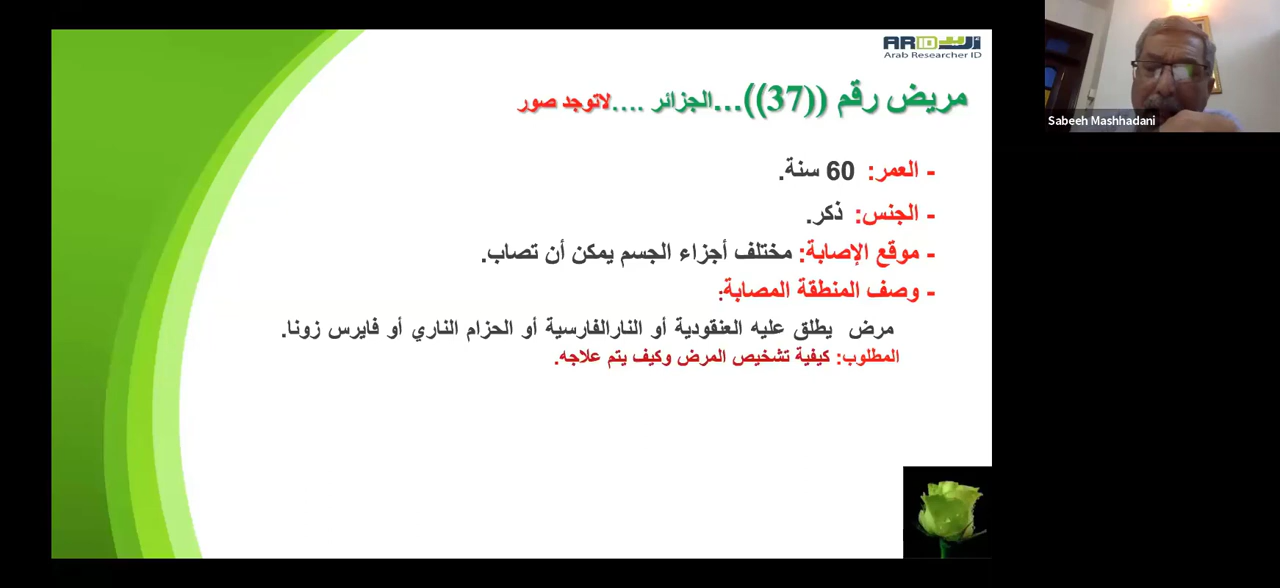 ARID أريد
Arab Researcher ID
مريض رقم ((37))...الجزائر ....لاتوجد صور
- العمر: 60 سنة.
- الجنس: ذكر.
- موقع الإصابة: مختلف أجزاء الجسم يمكن أن تصاب.
- وصف المنطقة المصابة:
مرض يطلق عليه العنقودية أو النارالفارسية أو الحزام الناري أو فايرس زونا.
المطلوب: كيفية تشخيص المرض وكيف يتم علاجه.
Sabeeh Mashhadani